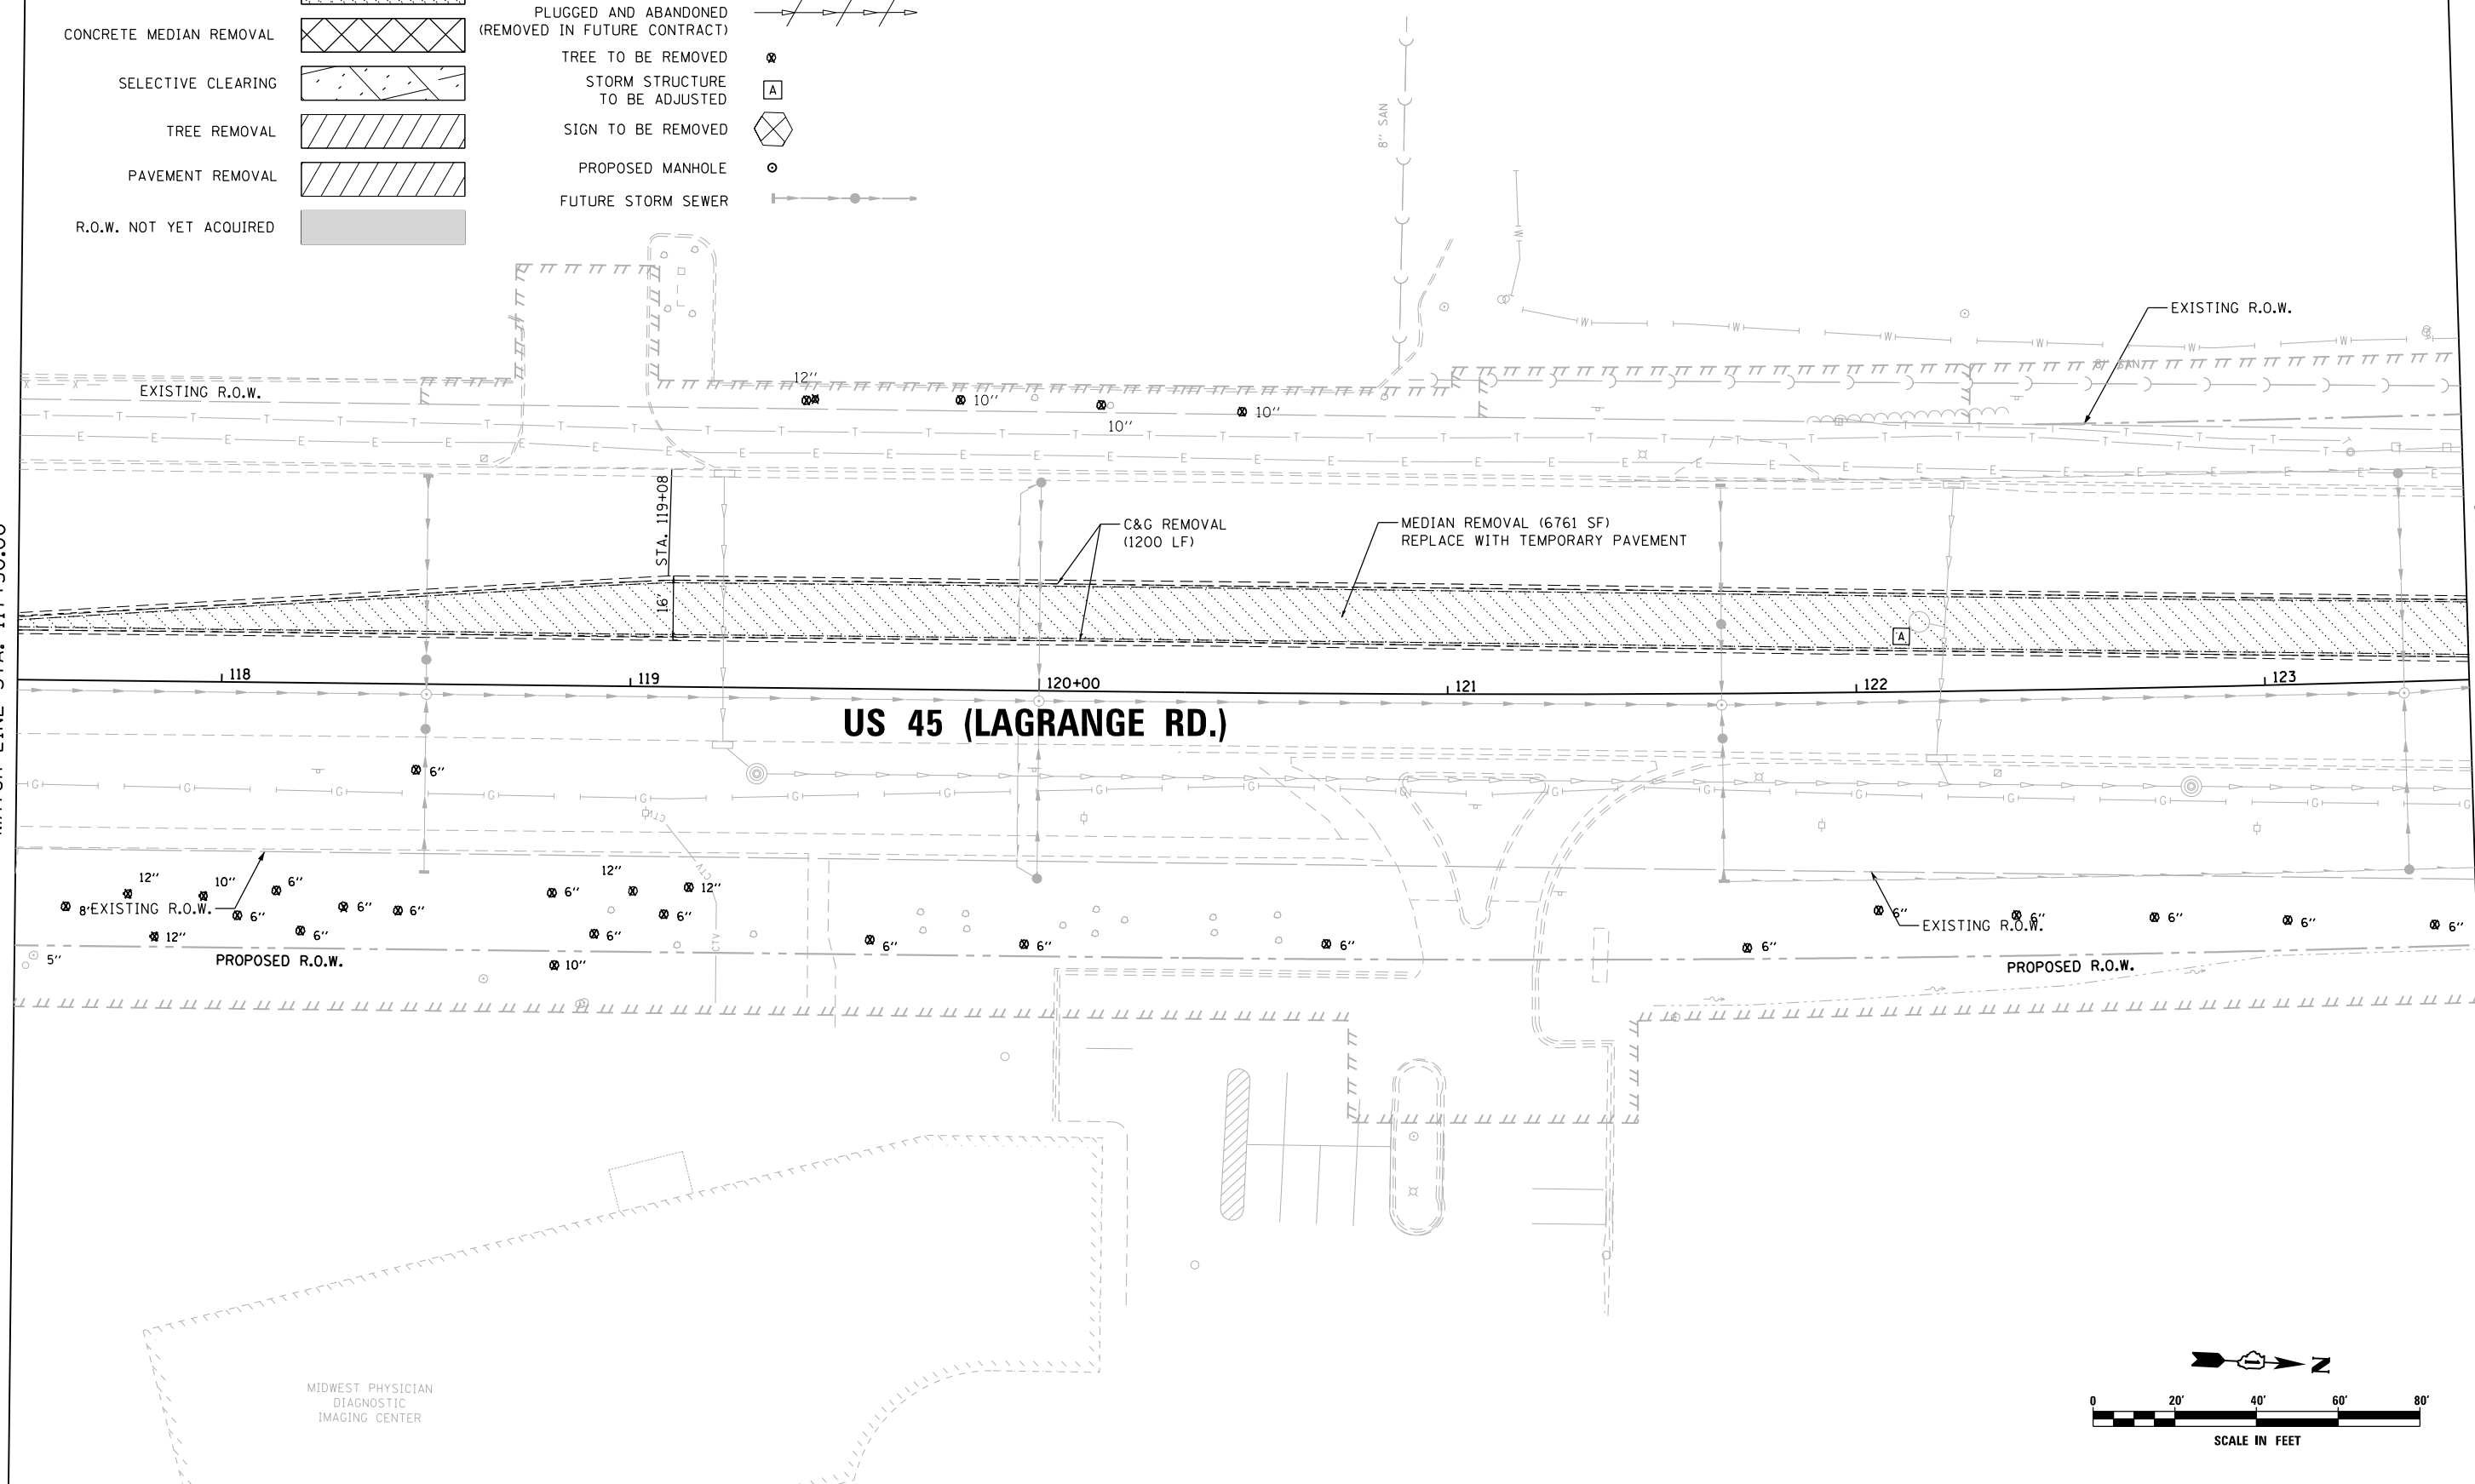 CONCRETE MEDIAN REMOVAL
SELECTIVE CLEARING
TREE REMOVAL
PAVEMENT REMOVAL
R.O.W. NOT YET ACQUIRED
PLUGGED AND ABANDONED
(REMOVED IN FUTURE CONTRACT)
TREE TO BE REMOVED
STORM STRUCTURE
TO BE ADJUSTED
A
SIGN TO BE REMOVED
PROPOSED MANHOLE
FUTURE STORM SEWER
8'' SAN
W
EXISTING R.O.W.
W W W W W W
8'' SAN
X X
EXISTING R.O.W.
12''
10''
10''
10''
T T T T T T T T T T T T T T T T T T T T T T T T T T T T T T
E E E E E E E E E E E E E E E E E E E E E E E E E E E E E E E E E
STA. 119+08
16'
C&G REMOVAL
(1200 LF)
MEDIAN REMOVAL (6761 SF)
REPLACE WITH TEMPORARY PAVEMENT
A
118
119
120+00
121
122
123
US 45 (LAGRANGE RD.)
6''
G G G G G G G G G G G G G G G G G
CTV
CTV
CTV
12''
10''
6''
8'
EXISTING R.O.W.
6''
6''
6''
6''
12''
6''
12''
12''
6''
6''
10''
6''
6''
6''
6''
6''
6''
6''
6''
6''
EXISTING R.O.W.
5''
PROPOSED R.O.W.
PROPOSED R.O.W.
MIDWEST PHYSICIAN
DIAGNOSTIC
IMAGING CENTER
N
0 20' 40' 60' 80'
SCALE IN FEET